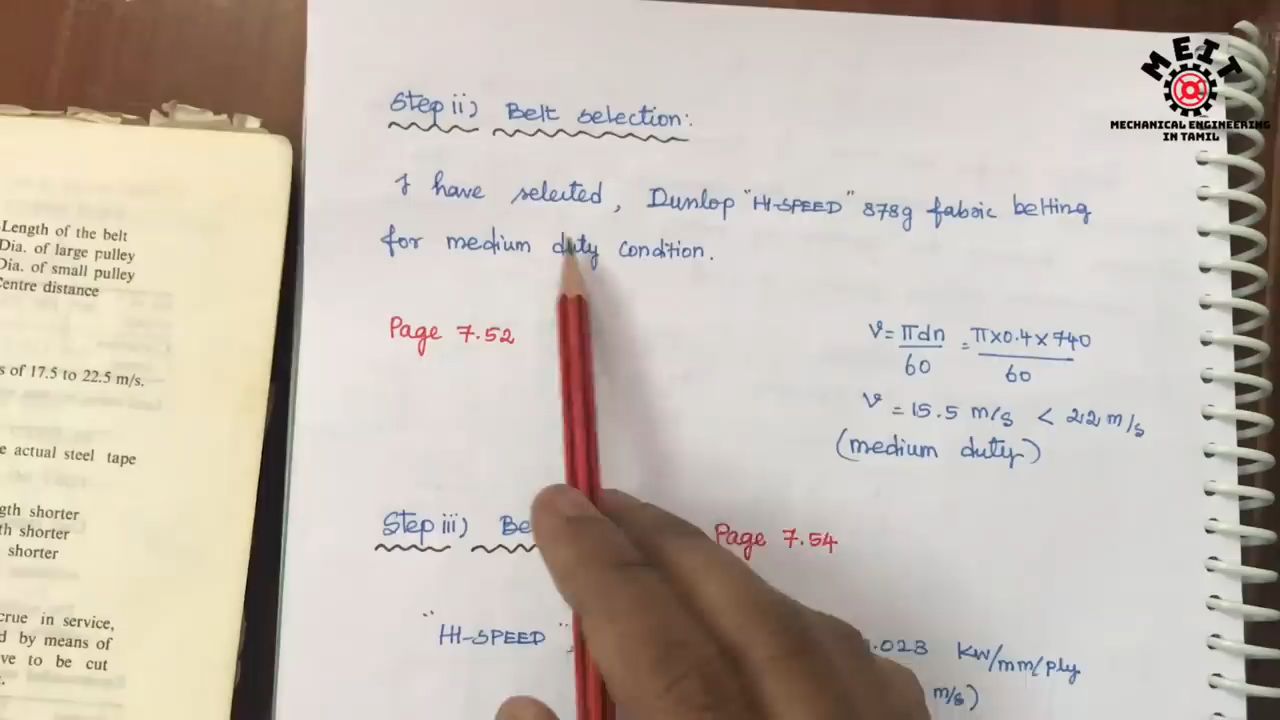 MEIT
MECHANICAL ENGINEERING
IN TAMIL
Length of the belt
Dia. of large pulley
Dia. of small pulley
Centre distance
s of 17.5 to 22.5 m/s.
e actual steel tape
gth shorter
th shorter
shorter
crue in service,
d by means of
ve to be cut
Step ii) Belt selection:
I have selected, Dunlop "HI-SPEED" 878g fabric belting
for medium duty condition.
Page 7.52
V = πdn/60 = π×0.4×740/60
V = 15.5 m/s < 22 m/s
(medium duty)
Step iii) Be
Page 7.54
"HI-SPEED" .023 kW/mm/ply
m/s)